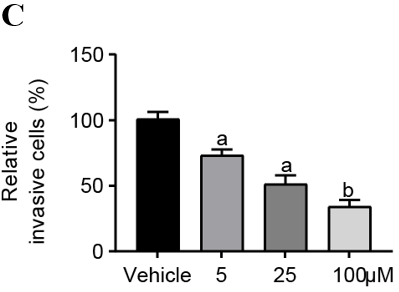 C
Relative
invasive cells (%)
150
100
50
0
a
a
b
Vehicle 5 25 100µM